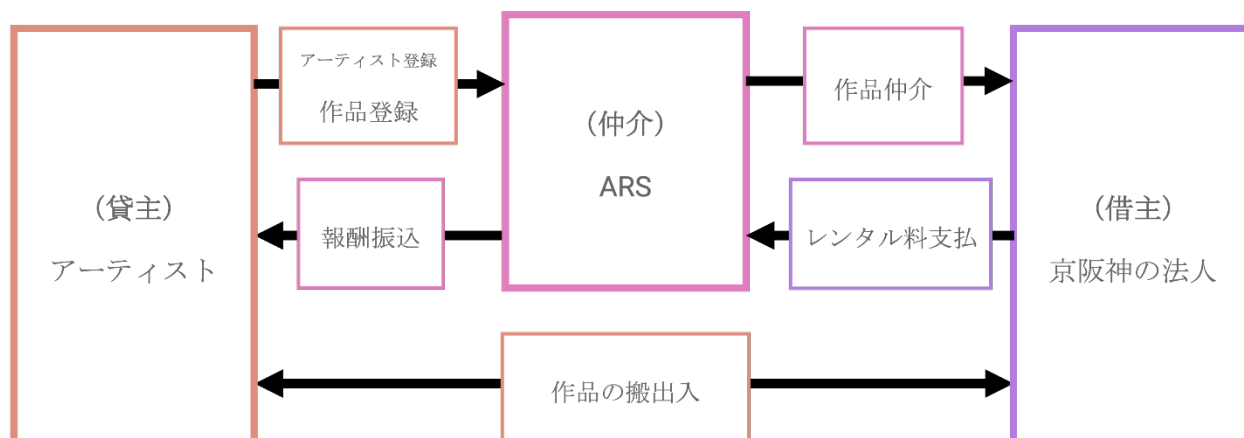 (貸主)
アーティスト
アーティスト登録
作品登録
報酬振込
(仲介)
ARS
作品仲介
レンタル料支払
(借主)
京阪神の法人
作品の搬出入